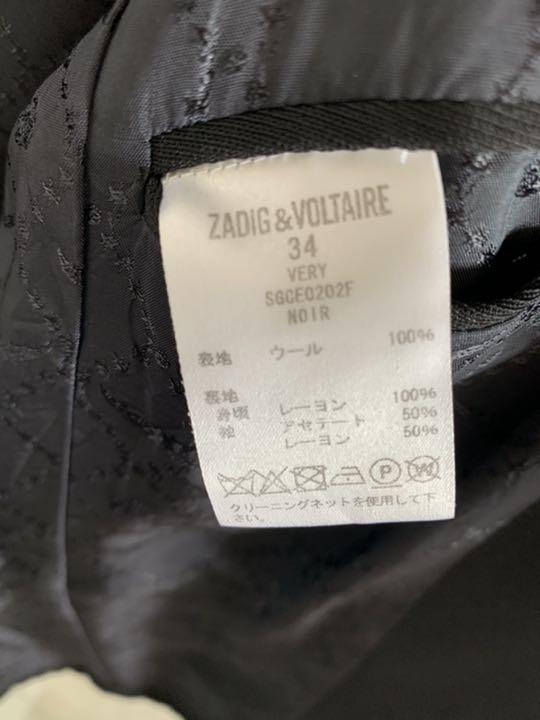 ZADIG & VOLTAIRE
34
VERY
SGCE0202F
NOIR
表地 ウール 100%
裏地
身頃 レーヨン 100%
袖 アセテート 50%
レーヨン 50%
クリーニングネットを使用して下
さい。